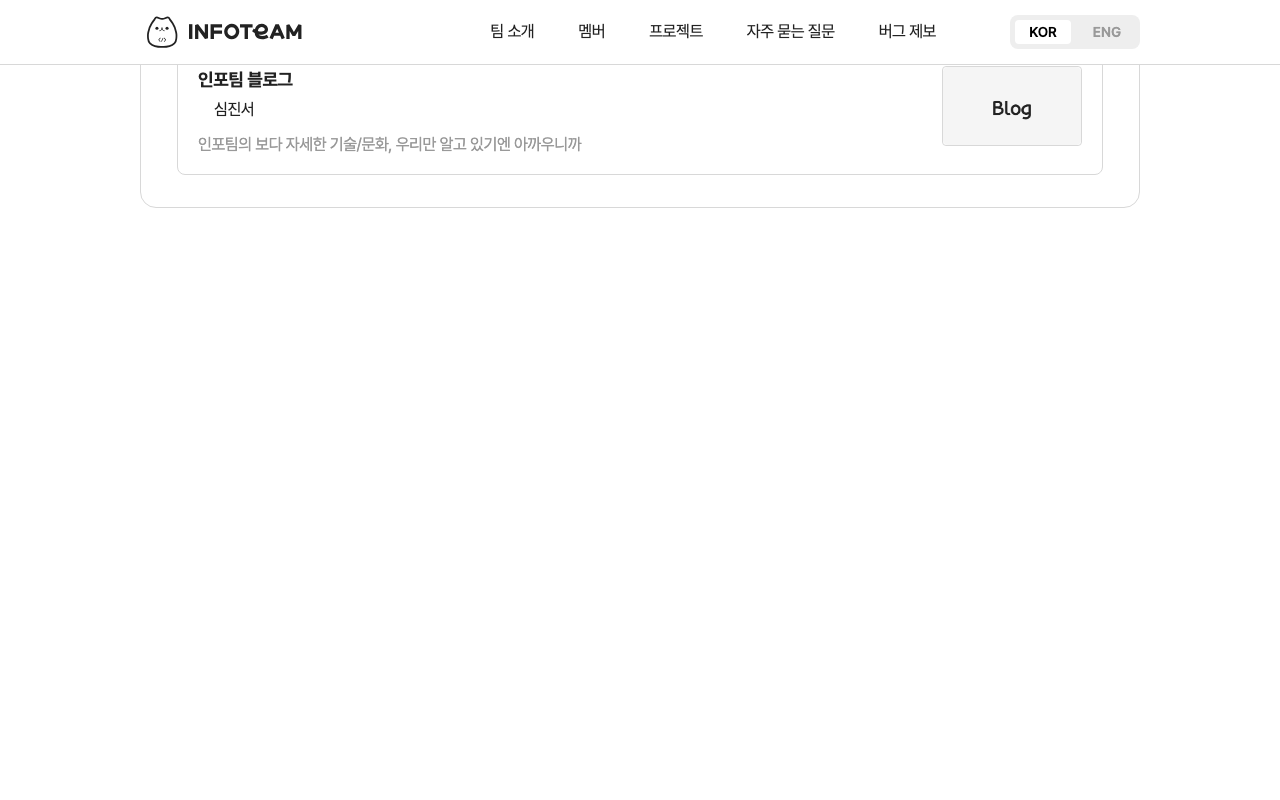 INFOTEAM
팀 소개
멤버
프로젝트
자주 묻는 질문
버그 제보
KOR
ENG
인포팀 블로그
심진서
인포팀의 보다 자세한 기술/문화, 우리만 알고 있기엔 아까우니까
Blog